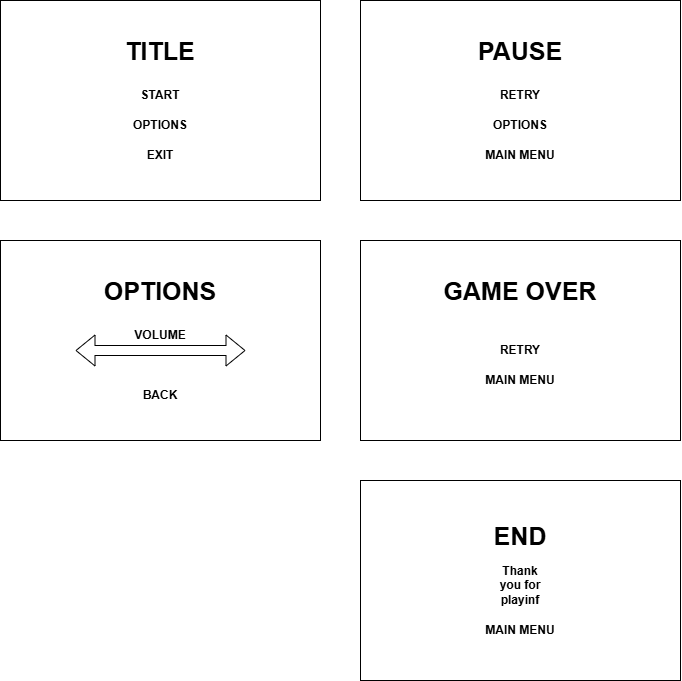 TITLE
START
OPTIONS
EXIT
PAUSE
RETRY
OPTIONS
MAIN MENU
OPTIONS
VOLUME
BACK
GAME OVER
RETRY
MAIN MENU
END
Thank
you for
playinf
MAIN MENU